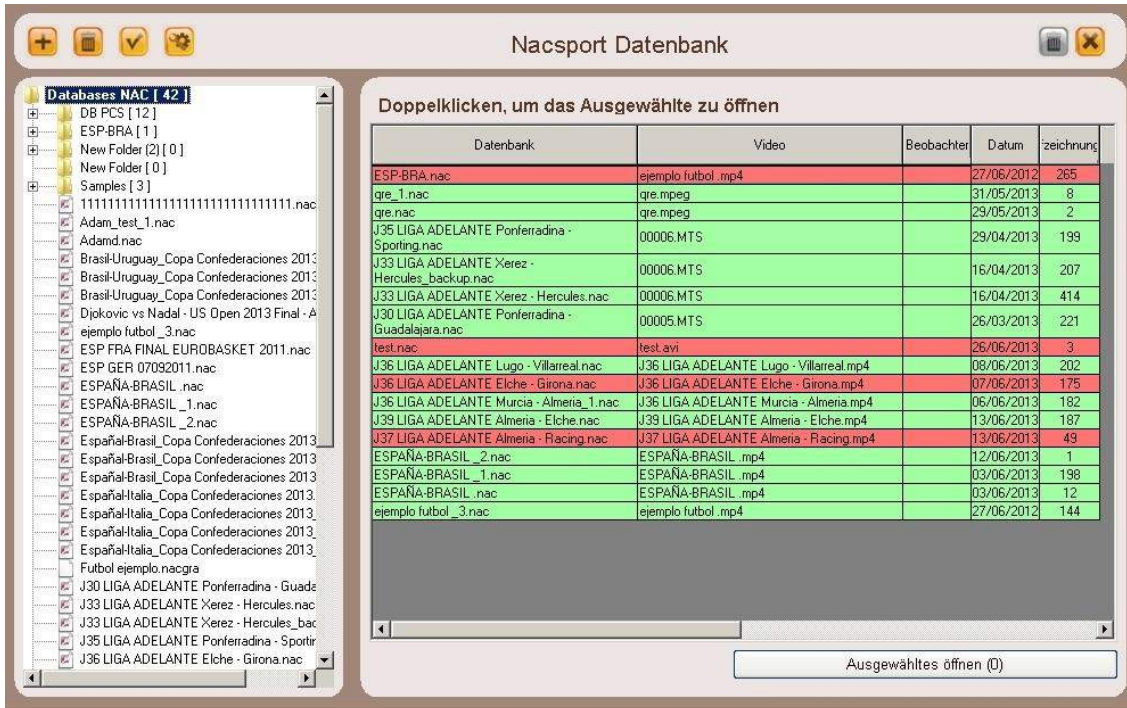 Nacsport Datenbank
Databases NAC [ 42 ]
DB PCS [ 12 ]
ESP-BRA [ 1 ]
New Folder (2) [ 0 ]
New Folder [ 0 ]
Samples [ 3 ]
Adam_test_1.nac
Adamd.nac
Brasil-Uruguay_Copa Confederaciones 2013
Brasil-Uruguay_Copa Confederaciones 2013
Brasil-Uruguay_Copa Confederaciones 2013
Djokovic vs Nadal - US Open 2013 Final - A
ejemplo futbol _3.nac
ESP FRA FINAL EUROBASKET 2011.nac
ESP GER 07092011.nac
ESPAÑA-BRASIL .nac
ESPAÑA-BRASIL _1.nac
ESPAÑA-BRASIL _2.nac
Español-Brasil_Copa Confederaciones 2013
Español-Brasil_Copa Confederaciones 2013
Español-Brasil_Copa Confederaciones 2013
Español-Italia_Copa Confederaciones 2013.
Español-Italia_Copa Confederaciones 2013_
Español-Italia_Copa Confederaciones 2013_
Español-Italia_Copa Confederaciones 2013_
Futbol ejemplo.nacgra
J30 LIGA ADELANTE Ponferradina - Guada
J33 LIGA ADELANTE Xerez - Hercules.nac
J33 LIGA ADELANTE Xerez - Hercules_bac
J35 LIGA ADELANTE Ponferradina - Sportir
J36 LIGA ADELANTE Elche - Girona.nac
Doppelklicken, um das Ausgewählte zu öffnen
Datenbank Video Beobachter Datum zeichnung
ESP-BRA.nac ejemplo futbol .mp4 27/06/2012 265
qre_1.nac qre.mpeg 31/05/2013 8
qre.nac qre.mpeg 29/05/2013 2
J35 LIGA ADELANTE Ponferradina -
Sporting.nac 00006.MTS 29/04/2013 199
J33 LIGA ADELANTE Xerez -
Hercules_backup.nac 00006.MTS 16/04/2013 207
J33 LIGA ADELANTE Xerez - Hercules.nac 00006.MTS 16/04/2013 414
J30 LIGA ADELANTE Ponferradina -
Guadalajara.nac 00005.MTS 26/03/2013 221
test.nac test.avi 26/06/2013 3
J36 LIGA ADELANTE Lugo - Villarreal.nac J36 LIGA ADELANTE Lugo - Villarreal.mp4 08/06/2013 202
J36 LIGA ADELANTE Elche - Girona.nac J36 LIGA ADELANTE Elche - Girona.mp4 07/06/2013 175
J36 LIGA ADELANTE Murcia - Almeria_1.nac J36 LIGA ADELANTE Murcia - Almeria.mp4 06/06/2013 182
J39 LIGA ADELANTE Almeria - Elche.nac J39 LIGA ADELANTE Almeria - Elche.mp4 13/06/2013 187
J37 LIGA ADELANTE Almeria - Racing.nac J37 LIGA ADELANTE Almeria - Racing.mp4 13/06/2013 49
ESPAÑA-BRASIL _2.nac ESPAÑA-BRASIL .mp4 12/06/2013 1
ESPAÑA-BRASIL _1.nac ESPAÑA-BRASIL .mp4 03/06/2013 198
ESPAÑA-BRASIL .nac ESPAÑA-BRASIL .mp4 03/06/2013 12
ejemplo futbol _3.nac ejemplo futbol .mp4 27/06/2012 144
Ausgewähltes öffnen (0)